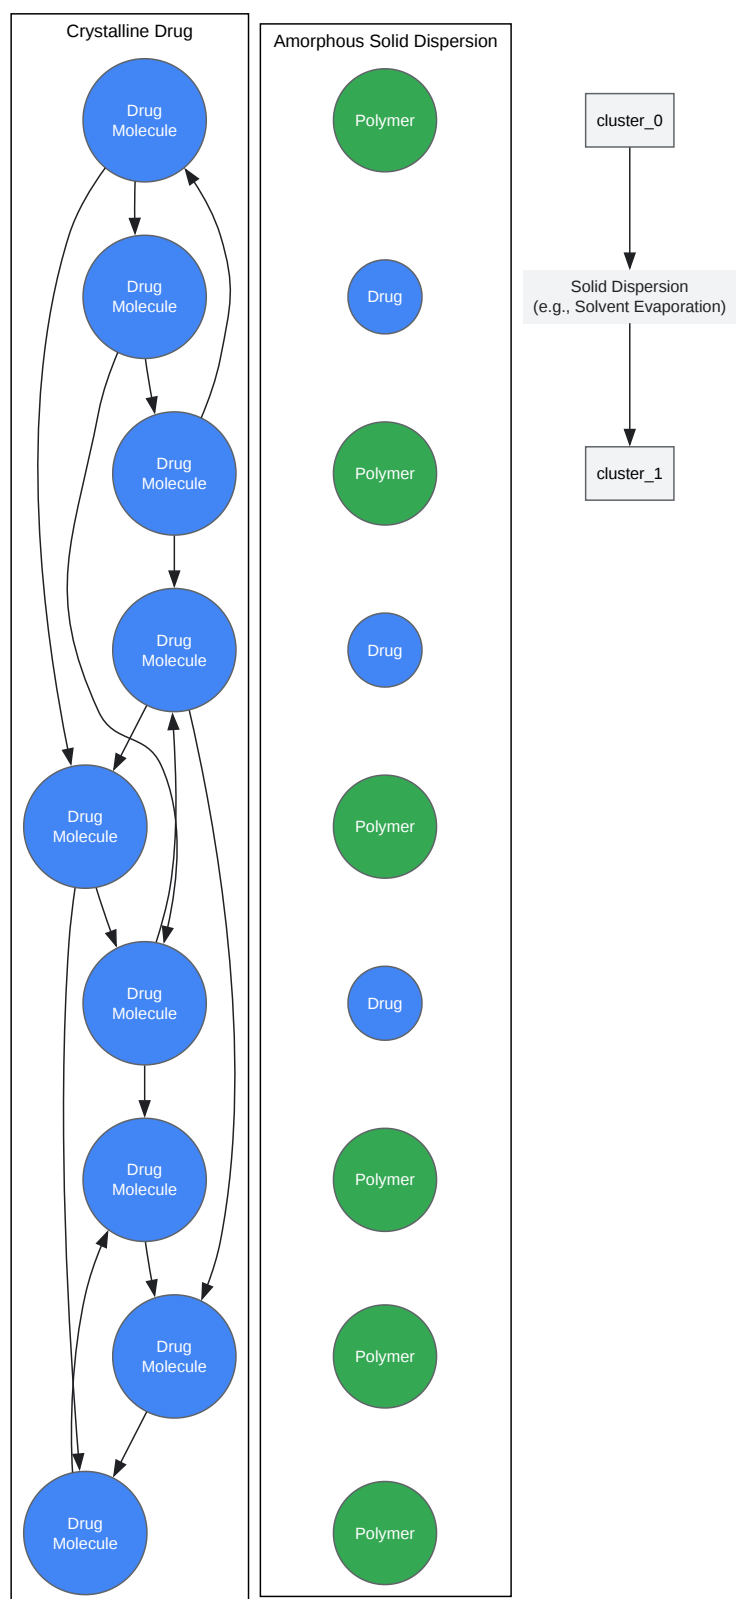 Crystalline Drug
Drug
Molecule
Drug
Molecule
Drug
Molecule
Drug
Molecule
Drug
Molecule
Drug
Molecule
Drug
Molecule
Drug
Molecule
Drug
Molecule
Amorphous Solid Dispersion
Polymer
Drug
Polymer
Drug
Polymer
Drug
Polymer
Polymer
Polymer
cluster_0
Solid Dispersion
(e.g., Solvent Evaporation)
cluster_1